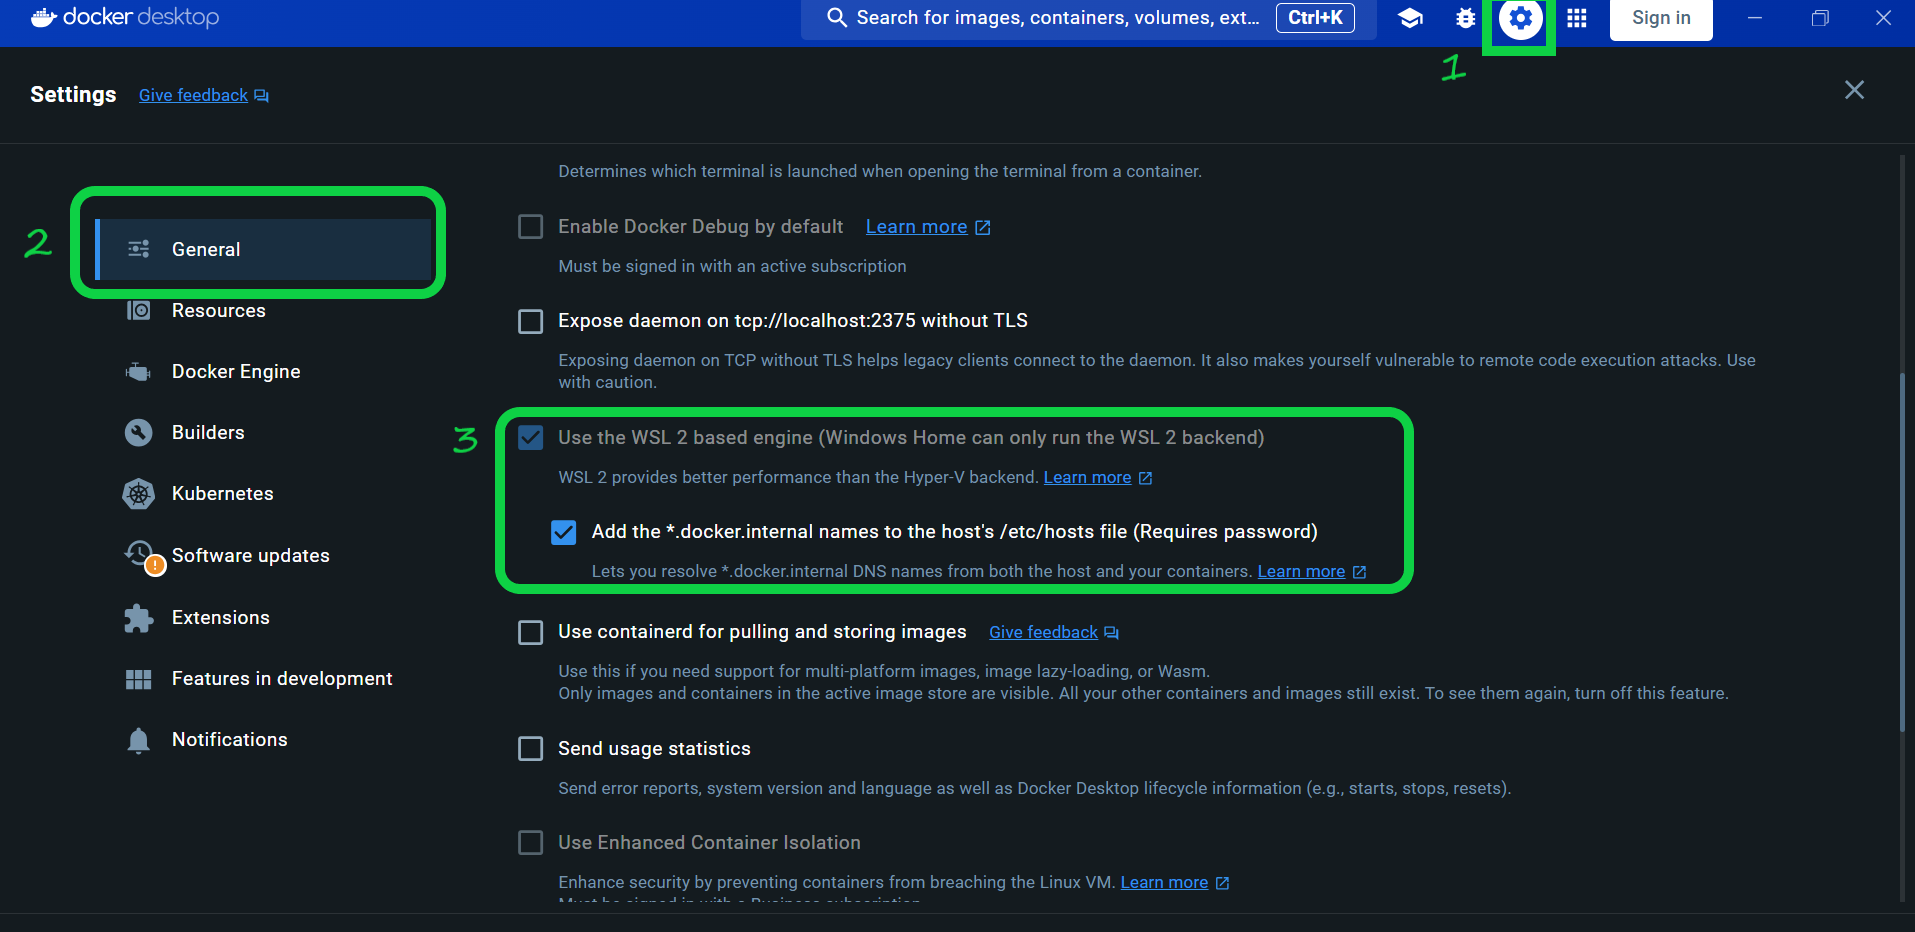 docker desktop
Search for images, containers, volumes, ext... Ctrl+K
Sign in
1
Settings Give feedback
Determines which terminal is launched when opening the terminal from a container.
2
General
Resources
Docker Engine
Builders
Kubernetes
Software updates
Extensions
Features in development
Notifications
Enable Docker Debug by default Learn more
Must be signed in with an active subscription
Expose daemon on tcp://localhost:2375 without TLS
Exposing daemon on TCP without TLS helps legacy clients connect to the daemon. It also makes yourself vulnerable to remote code execution attacks. Use
with caution.
3
Use the WSL 2 based engine (Windows Home can only run the WSL 2 backend)
WSL 2 provides better performance than the Hyper-V backend. Learn more
Add the *.docker.internal names to the host's /etc/hosts file (Requires password)
Lets you resolve *.docker.internal DNS names from both the host and your containers. Learn more
Use containerd for pulling and storing images Give feedback
Use this if you need support for multi-platform images, image lazy-loading, or Wasm.
Only images and containers in the active image store are visible. All your other containers and images still exist. To see them again, turn off this feature.
Send usage statistics
Send error reports, system version and language as well as Docker Desktop lifecycle information (e.g., starts, stops, resets).
Use Enhanced Container Isolation
Enhance security by preventing containers from breaching the Linux VM. Learn more
Must be signed in with a Business subscription